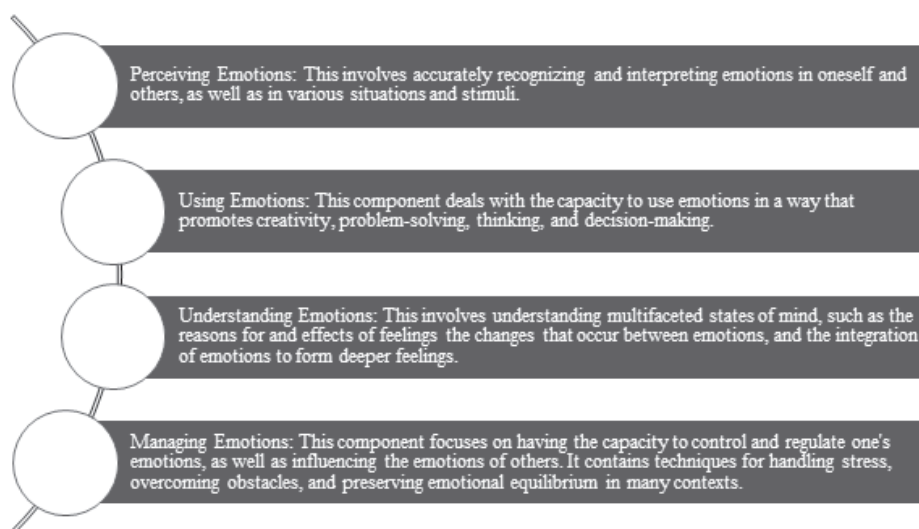 Perceiving Emotions: This involves accurately recognizing and interpreting emotions in oneself and
others, as well as in various situations and stimuli.
Using Emotions: This component deals with the capacity to use emotions in a way that
promotes creativity, problem-solving, thinking, and decision-making.
Understanding Emotions: This involves understanding multifaceted states of mind, such as the
reasons for and effects of feelings the changes that occur between emotions, and the integration
of emotions to form deeper feelings.
Managing Emotions: This component focuses on having the capacity to control and regulate one's
emotions, as well as influencing the emotions of others. It contains techniques for handling stress,
overcoming obstacles, and preserving emotional equilibrium in many contexts.